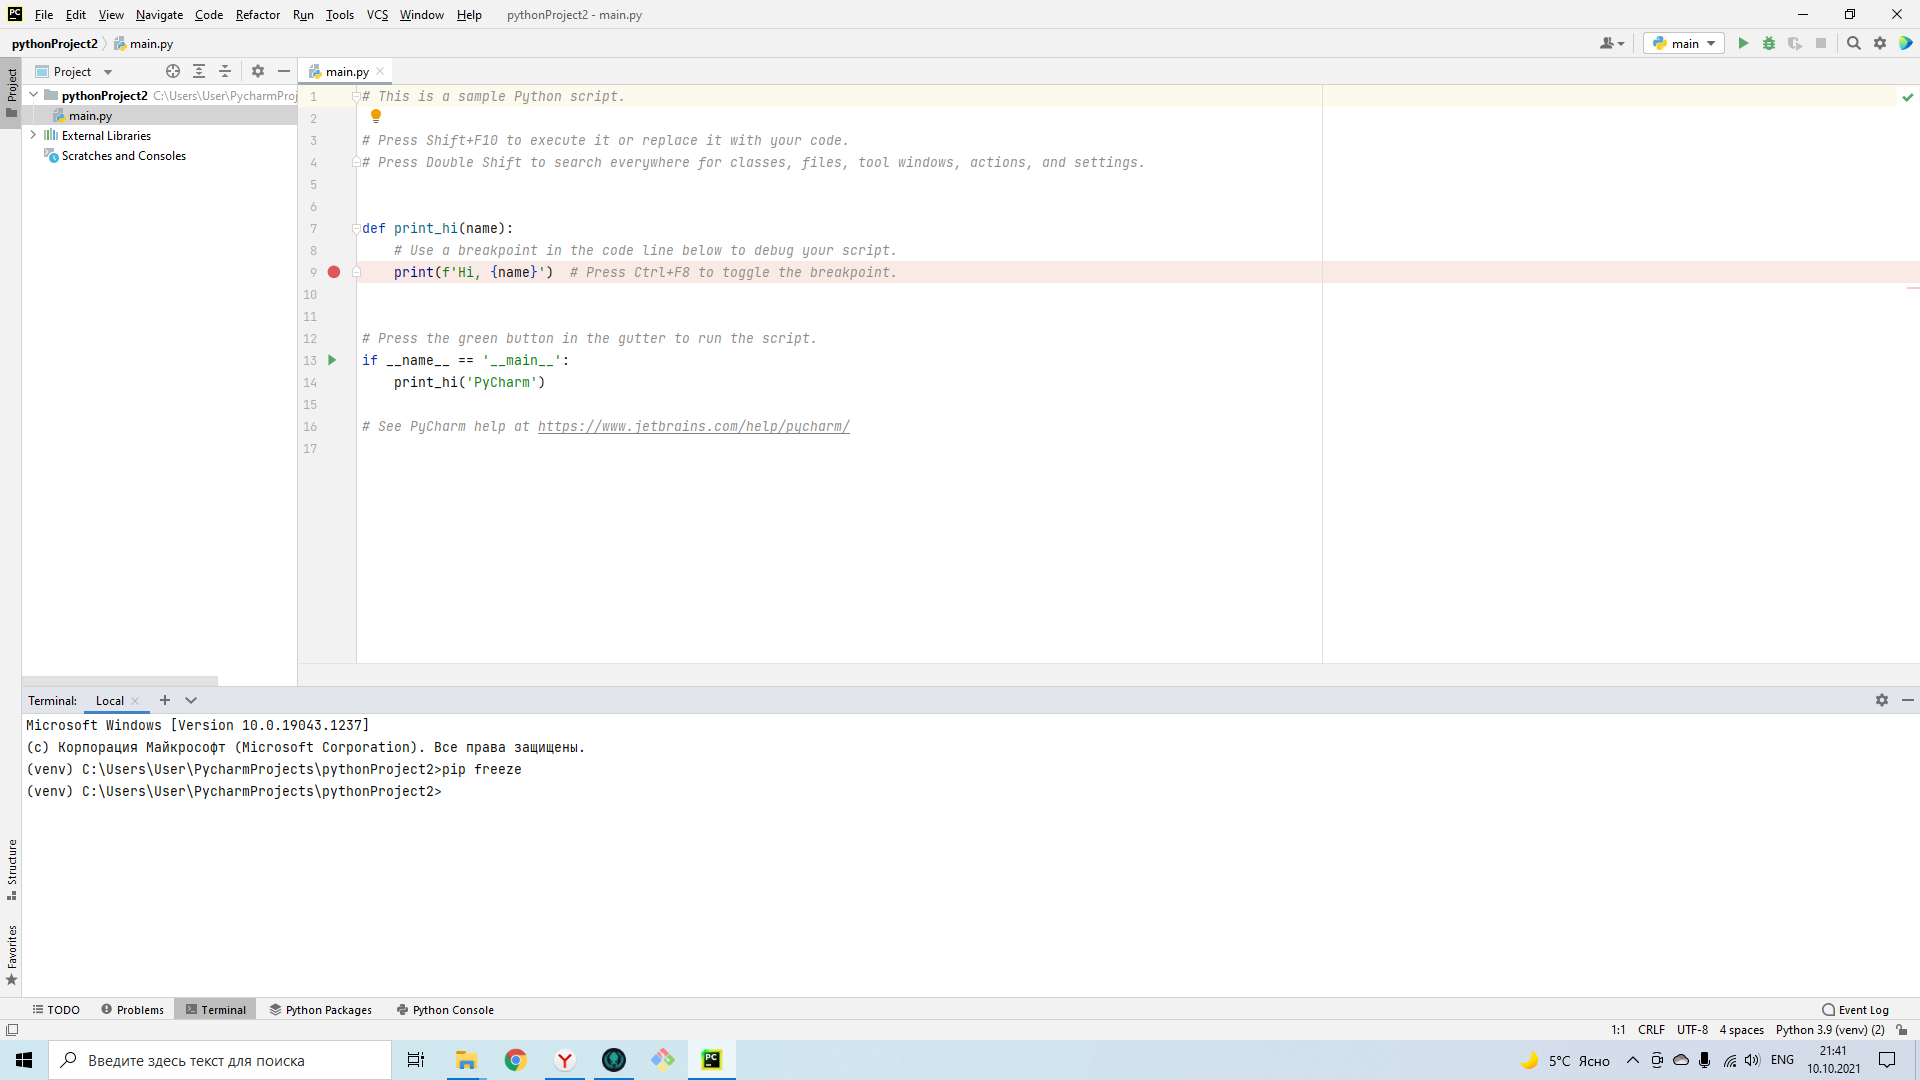 File Edit View Navigate Code Refactor Run Tools VCS Window Help pythonProject2 - main.py
pythonProject2 main.py
main
Project
Project
main.py
pythonProject2 C:\Users\User\PycharmProj
main.py
External Libraries
Scratches and Consoles
1 # This is a sample Python script.
2
3 # Press Shift+F10 to execute it or replace it with your code.
4 # Press Double Shift to search everywhere for classes, files, tool windows, actions, and settings.
5
6
7 def print_hi(name):
8 # Use a breakpoint in the code line below to debug your script.
9 print(f'Hi, {name}') # Press Ctrl+F8 to toggle the breakpoint.
10
11
12 # Press the green button in the gutter to run the script.
13 if __name__ == '__main__':
14 print_hi('PyCharm')
15
16 # See PyCharm help at https://www.jetbrains.com/help/pycharm/
17
Terminal: Local
Microsoft Windows [Version 10.0.19043.1237]
(c) Корпорация Майкрософт (Microsoft Corporation). Все права защищены.
(venv) C:\Users\User\PycharmProjects\pythonProject2>pip freeze
(venv) C:\Users\User\PycharmProjects\pythonProject2>
Structure
Favorites
TODO Problems Terminal Python Packages Python Console Event Log
1:1 CRLF UTF-8 4 spaces Python 3.9 (venv) (2)
Введите здесь текст для поиска
5°C Ясно
ENG
21:41
10.10.2021